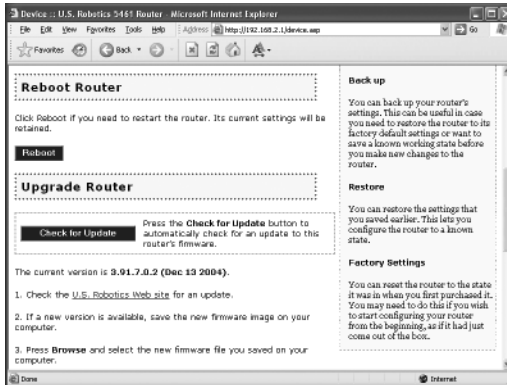 Device :: U.S. Robotics 5461 Router - Microsoft Internet Explorer
File Edit View Favorites Tools Help Address http://192.168.2.1/device.asp Go
Favorites Back
Reboot Router
Click Reboot if you need to restart the router. Its current settings will be
retained.
Reboot
Upgrade Router
Check for Update
Press the Check for Update button to
automatically check for an update to this
router's firmware.
The current version is 3.91.7.0.2 (Dec 13 2004).
1. Check the U.S. Robotics Web site for an update.
2. If a new version is available, save the new firmware image on your
computer.
3. Press Browse and select the new firmware file you saved on your
computer.
Back up
You can back up your router's
settings. This can be useful in case
you need to restore the router to its
factory default settings or want to
save a known working state before
you make new changes to the
router.
Restore
You can restore the settings that
you saved earlier. This lets you
configure the router to a known
state.
Factory Settings
You can reset the router to the state
it was in when you first purchased it.
You may need to do this if you wish
to start configuring your router
from the beginning, as if it had just
come out of the box.
Done
Internet